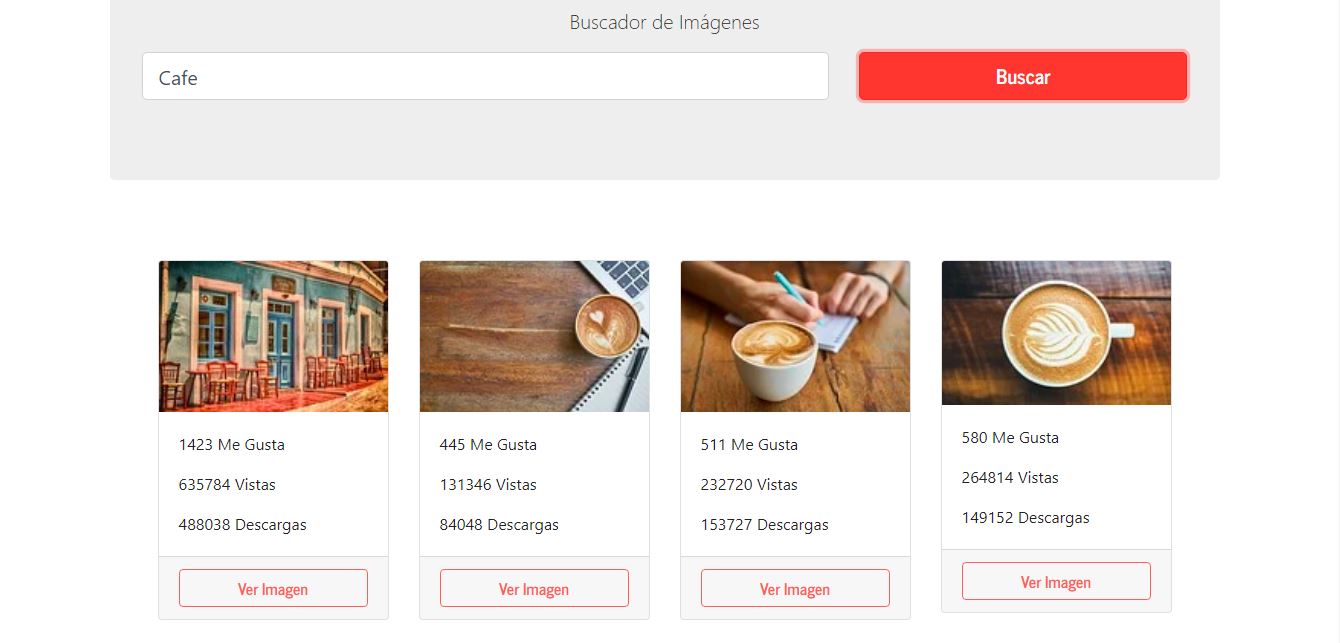 Buscador de Imágenes
Cafe
Buscar
1423 Me Gusta
635784 Vistas
488038 Descargas
Ver Imagen
445 Me Gusta
131346 Vistas
84048 Descargas
Ver Imagen
511 Me Gusta
232720 Vistas
153727 Descargas
Ver Imagen
580 Me Gusta
264814 Vistas
149152 Descargas
Ver Imagen